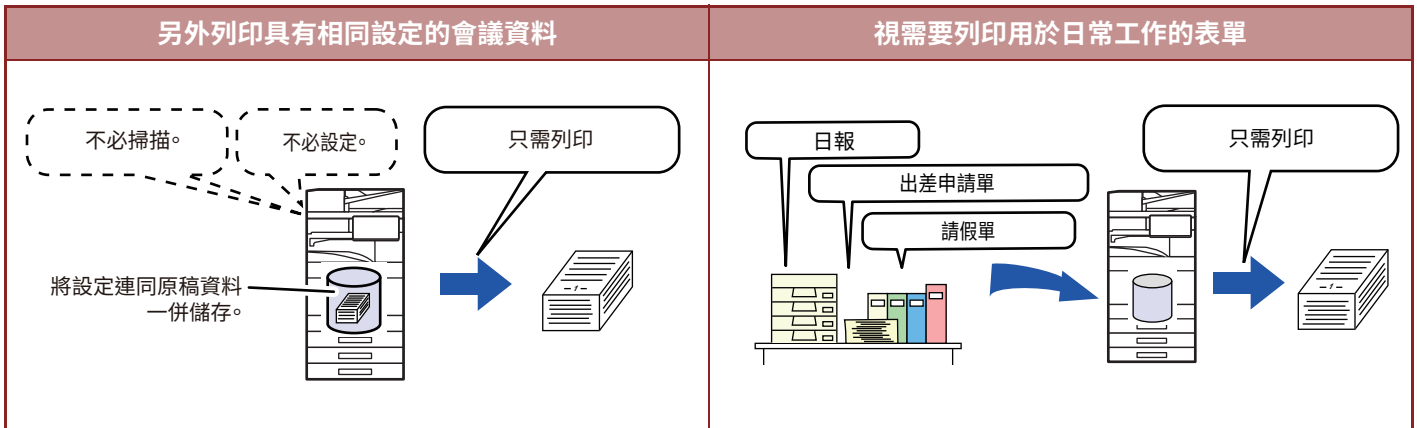 另外列印具有相同設定的會議資料
不必掃描。
不必設定。
只需列印
將設定連同原稿資料
一併儲存。
視需要列印用於日常工作的表單
日報
出差申請單
請假單
只需列印